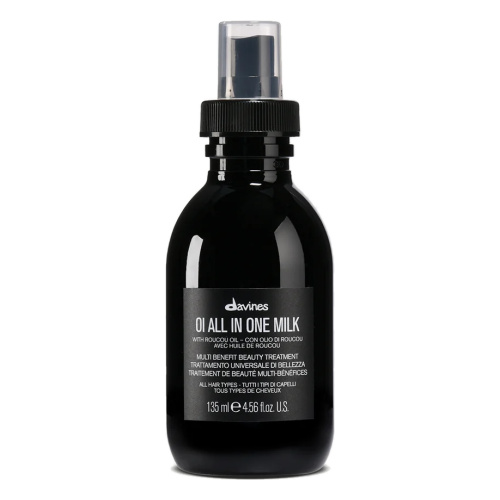 davines
OI ALL IN ONE MILK
WITH ROUCOU OIL – CON OLIO DI ROUCOU
AVEC HUILE DE ROUCOU
MULTI BENEFIT BEAUTY TREATMENT
TRATTAMENTO UNIVERSALE DI BELLEZZA
TRAITEMENT DE BEAUTÉ MULTI-BÉNÉFICES
ALL HAIR TYPES - TUTTI I TIPI DI CAPELLI
TOUS TYPES DE CHEVEUX
135 ml ℮ 4.56 fl.oz. U.S.